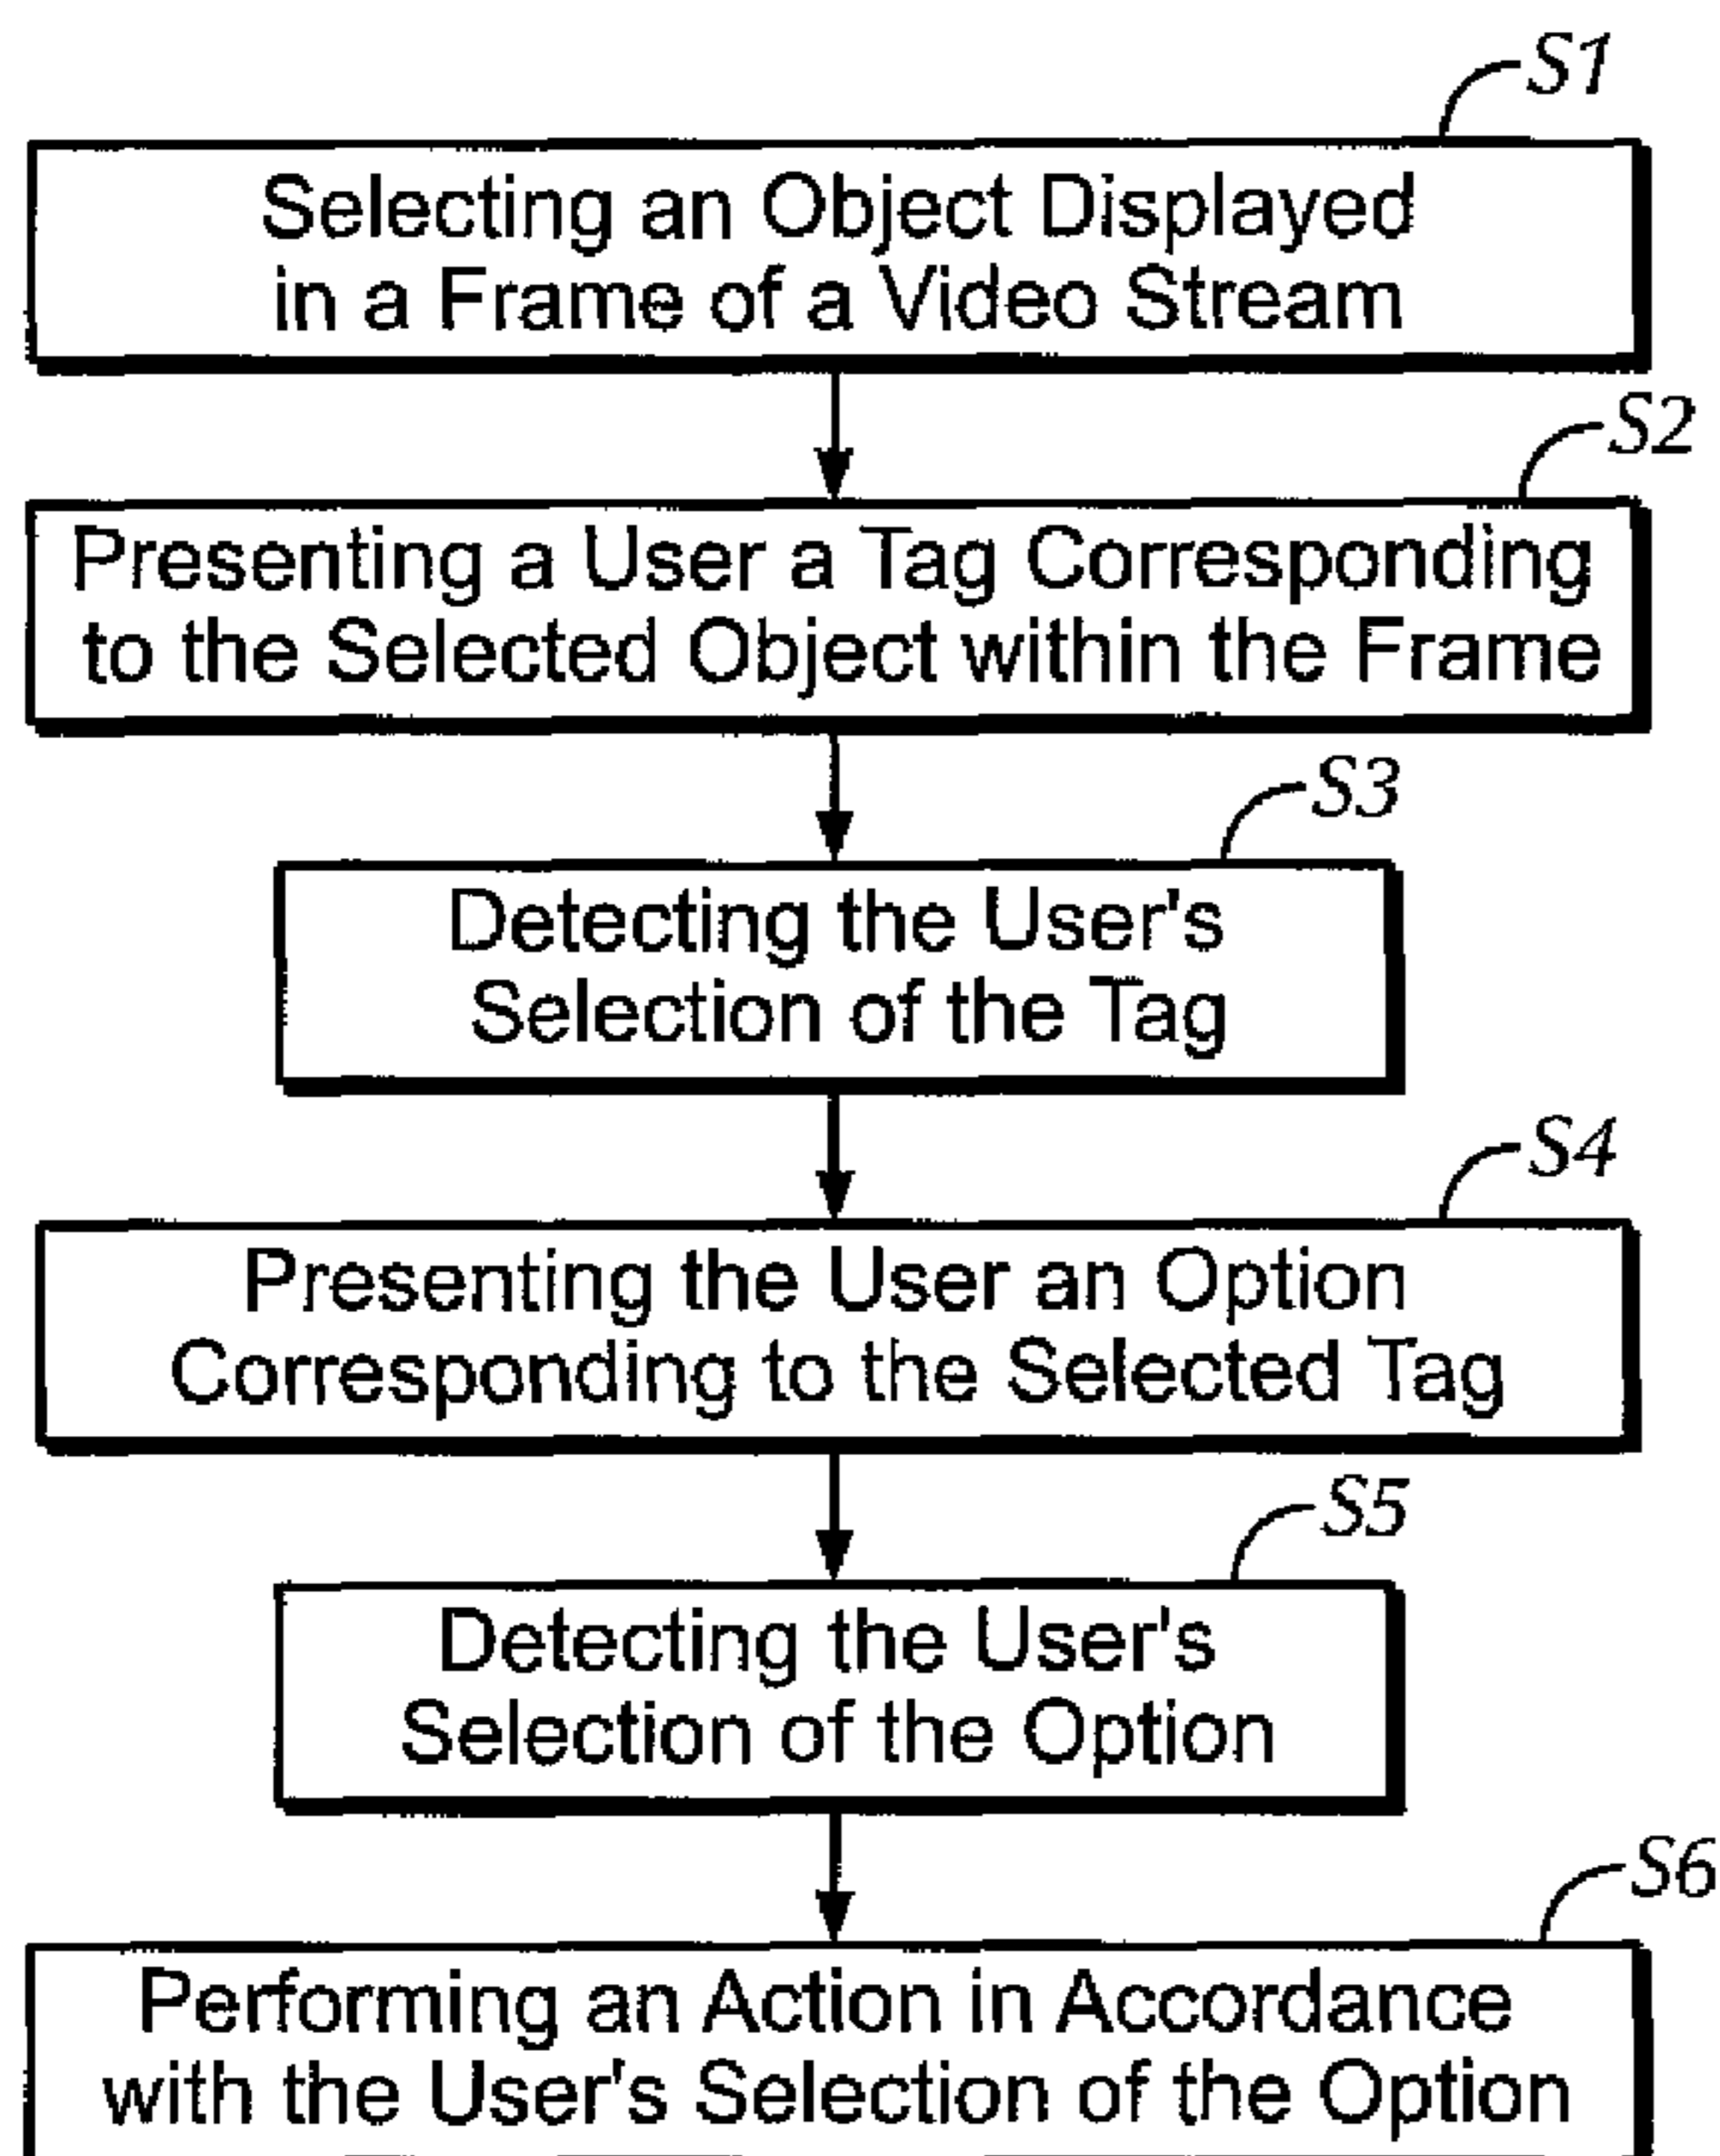 S1
Selecting an Object Displayed
in a Frame of a Video Stream
S2
Presenting a User a Tag Corresponding
to the Selected Object within the Frame
S3
Detecting the User's
Selection of the Tag
S4
Presenting the User an Option
Corresponding to the Selected Tag
S5
Detecting the User's
Selection of the Option
S6
Performing an Action in Accordance
with the User's Selection of the Option